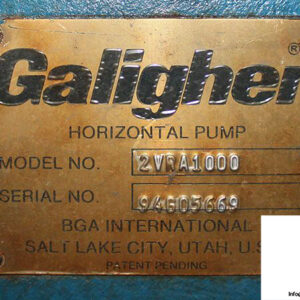 Galigher ®
HORIZONTAL PUMP
MODEL NO. 2VRA1000
SERIAL NO. 94G05669
BGA INTERNATIONAL
SALT LAKE CITY, UTAH, U.S.
PATENT PENDING